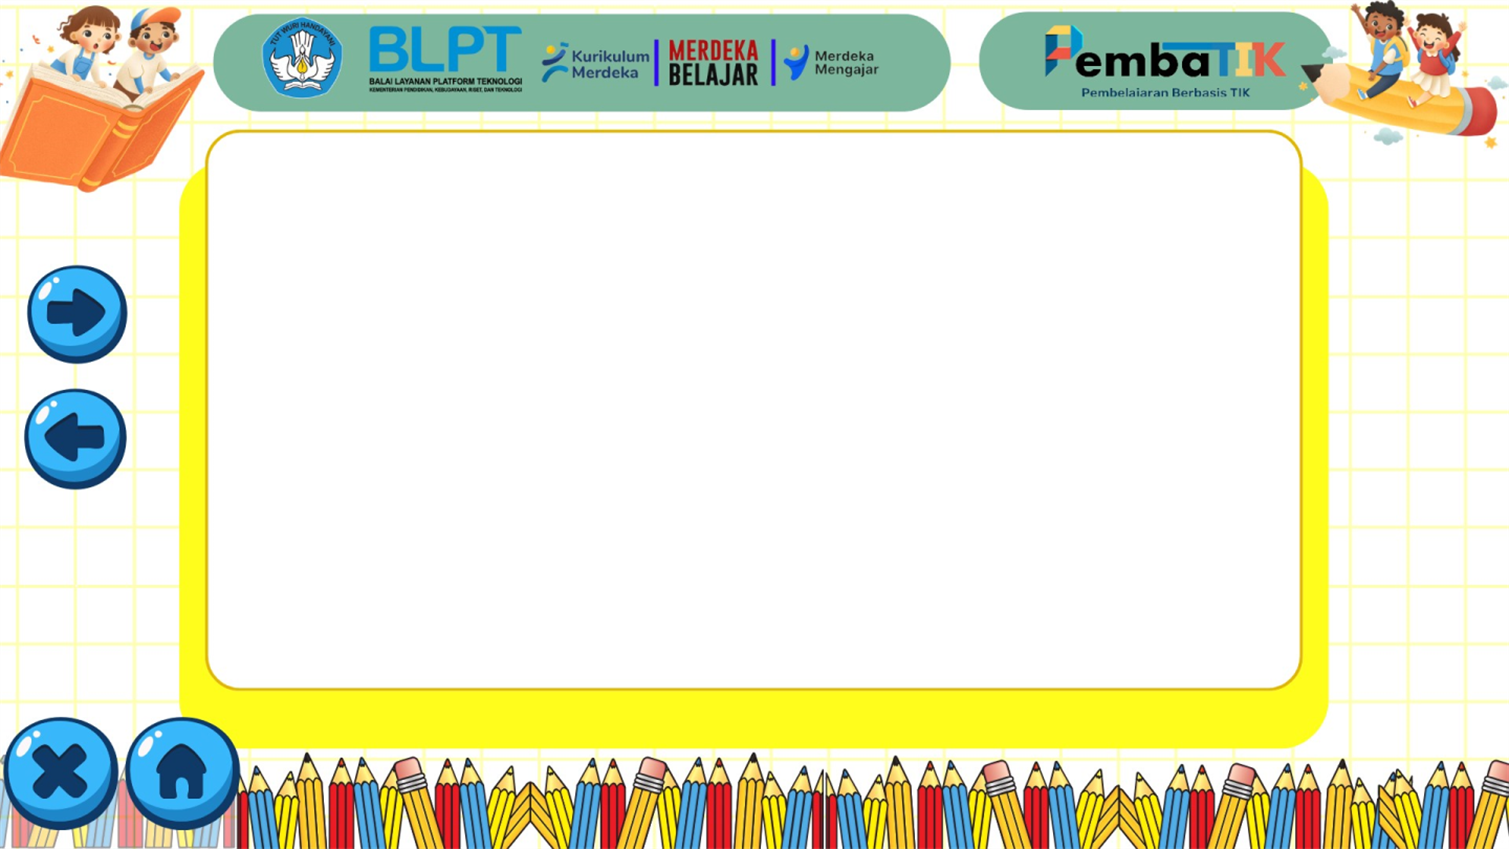 TUT WURI HANDAYANI
BLPT
BALAI LAYANAN PLATFORM TEKNOLOGI
KEMENTERIAN PENDIDIKAN, KEBUDAYAAN, RISET, DAN TEKNOLOGI
Kurikulum
Merdeka
MERDEKA
BELAJAR
Merdeka
Mengajar
PembaTIK
Pembelajaran Berbasis TIK